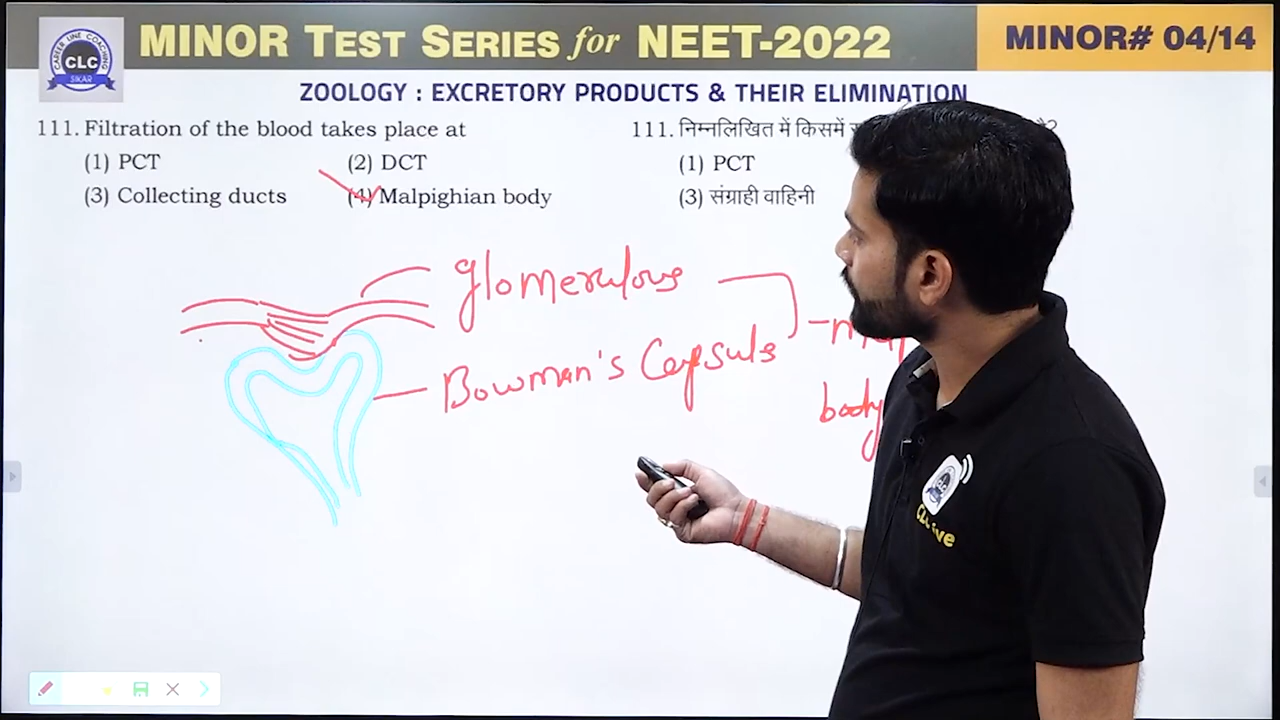 CAREER LINE COACHING
CLC
SIKAR
MINOR TEST SERIES for NEET-2022
MINOR# 04/14
ZOOLOGY : EXCRETORY PRODUCTS & THEIR ELIMINATION
111. Filtration of the blood takes place at
(1) PCT (2) DCT
(3) Collecting ducts (4) Malpighian body
111. निम्नलिखित में किसमें
(1) PCT
(3) संग्राही वाहिनी
Glomerulous
Bowman's Capsule
body
CLC